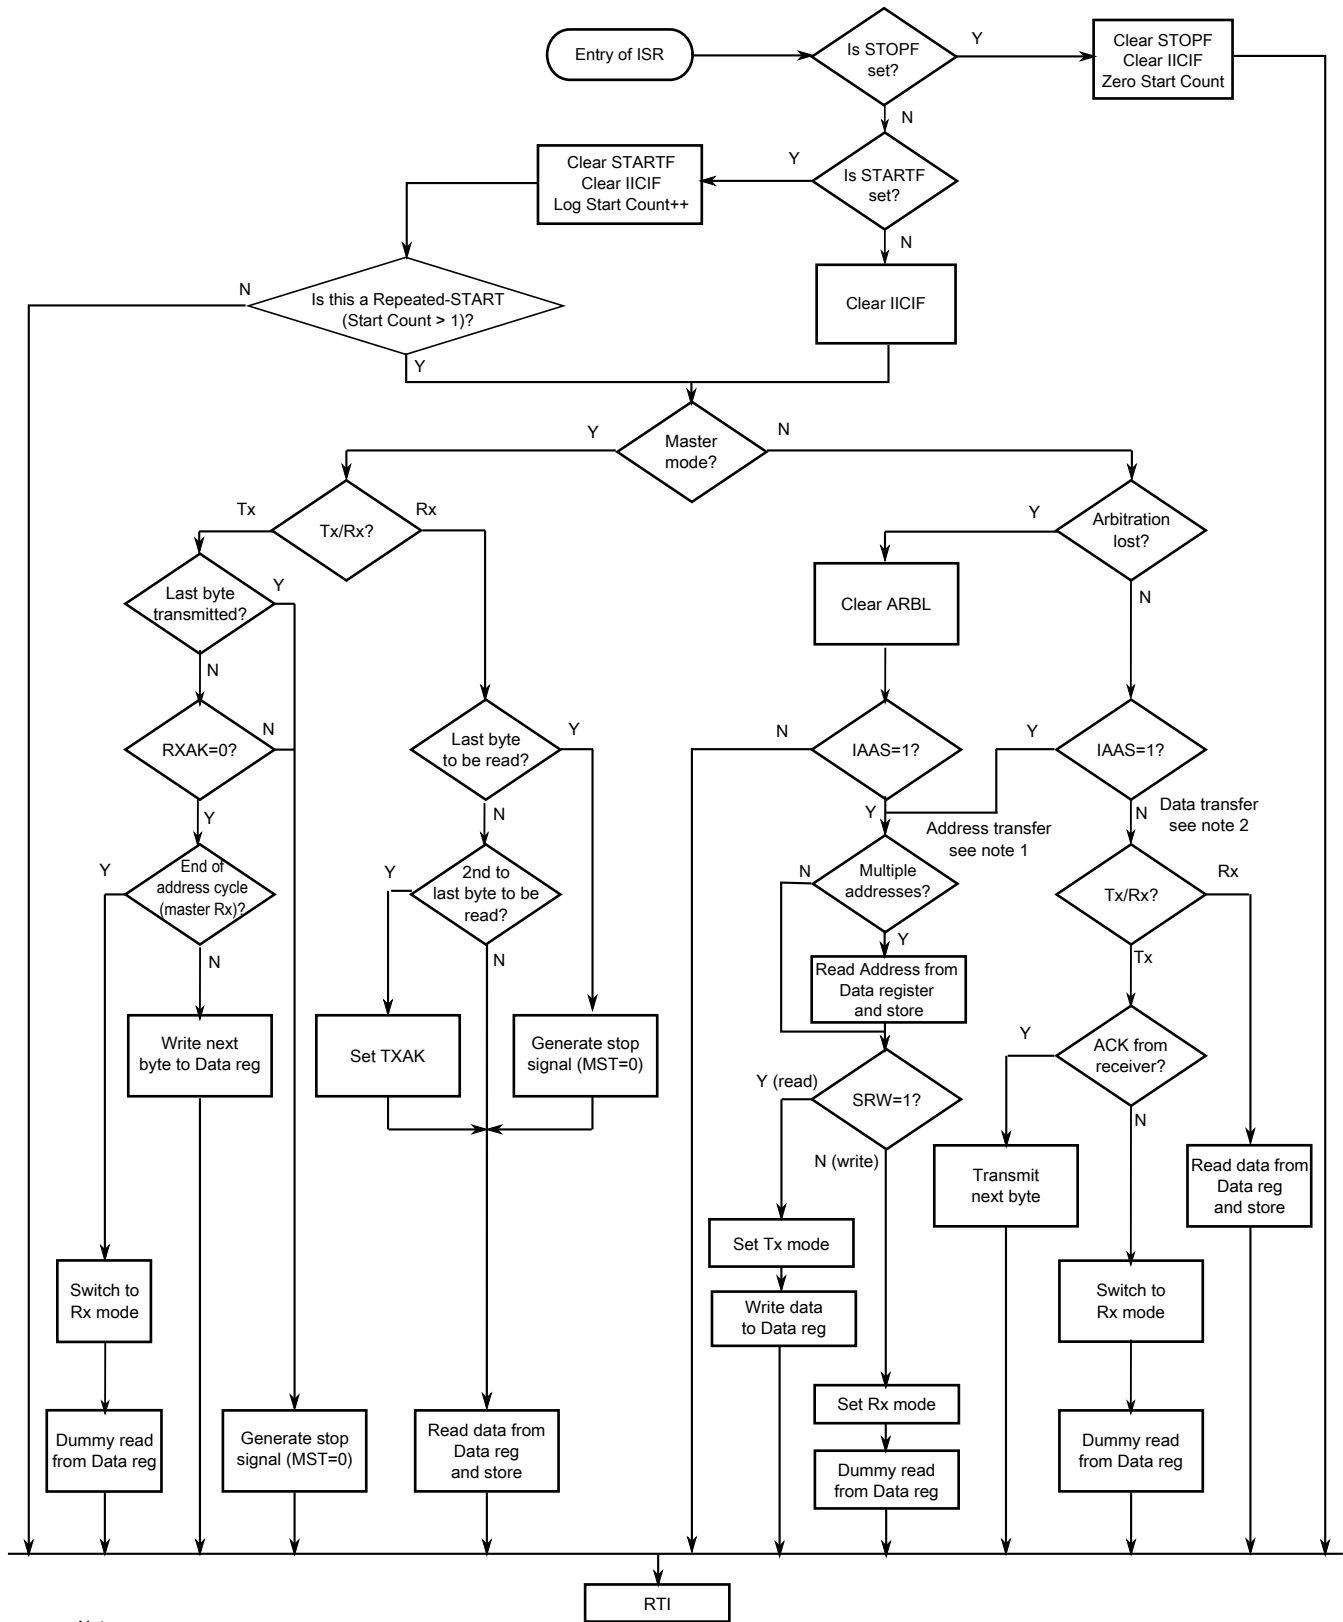 Entry of ISR
Is STOPF
set?
Y
Clear STOPF
Clear IICIF
Zero Start Count
N
Clear STARTF
Clear IICIF
Log Start Count++
Y
Is STARTF
set?
N
N
Is this a Repeated-START
(Start Count > 1)?
Y
Clear IICIF
Y
Master
mode?
N
Tx
Tx/Rx?
Rx
Y
Arbitration
lost?
N
Last byte
transmitted?
Y
N
Clear ARBL
RXAK=0?
N
Y
Last byte
to be read?
Y
N
N
IAAS=1?
Y
Y
IAAS=1?
N
Data transfer
see note 2
Address transfer
see note 1
Y
End of
address cycle
(master Rx)?
N
Y
2nd to
last byte to be
read?
N
N
Multiple
addresses?
Y
Tx/Rx?
Rx
Tx
Read Address from
Data register
and store
Write next
byte to Data reg
Set TXAK
Generate stop
signal (MST=0)
Y
ACK from
receiver?
N
Y (read)
SRW=1?
N (write)
Transmit
next byte
Read data from
Data reg
and store
Set Tx mode
Write data
to Data reg
Switch to
Rx mode
Switch to
Rx mode
Set Rx mode
Dummy read
from Data reg
Generate stop
signal (MST=0)
Read data from
Data reg
and store
Dummy read
from Data reg
Dummy read
from Data reg
RTI